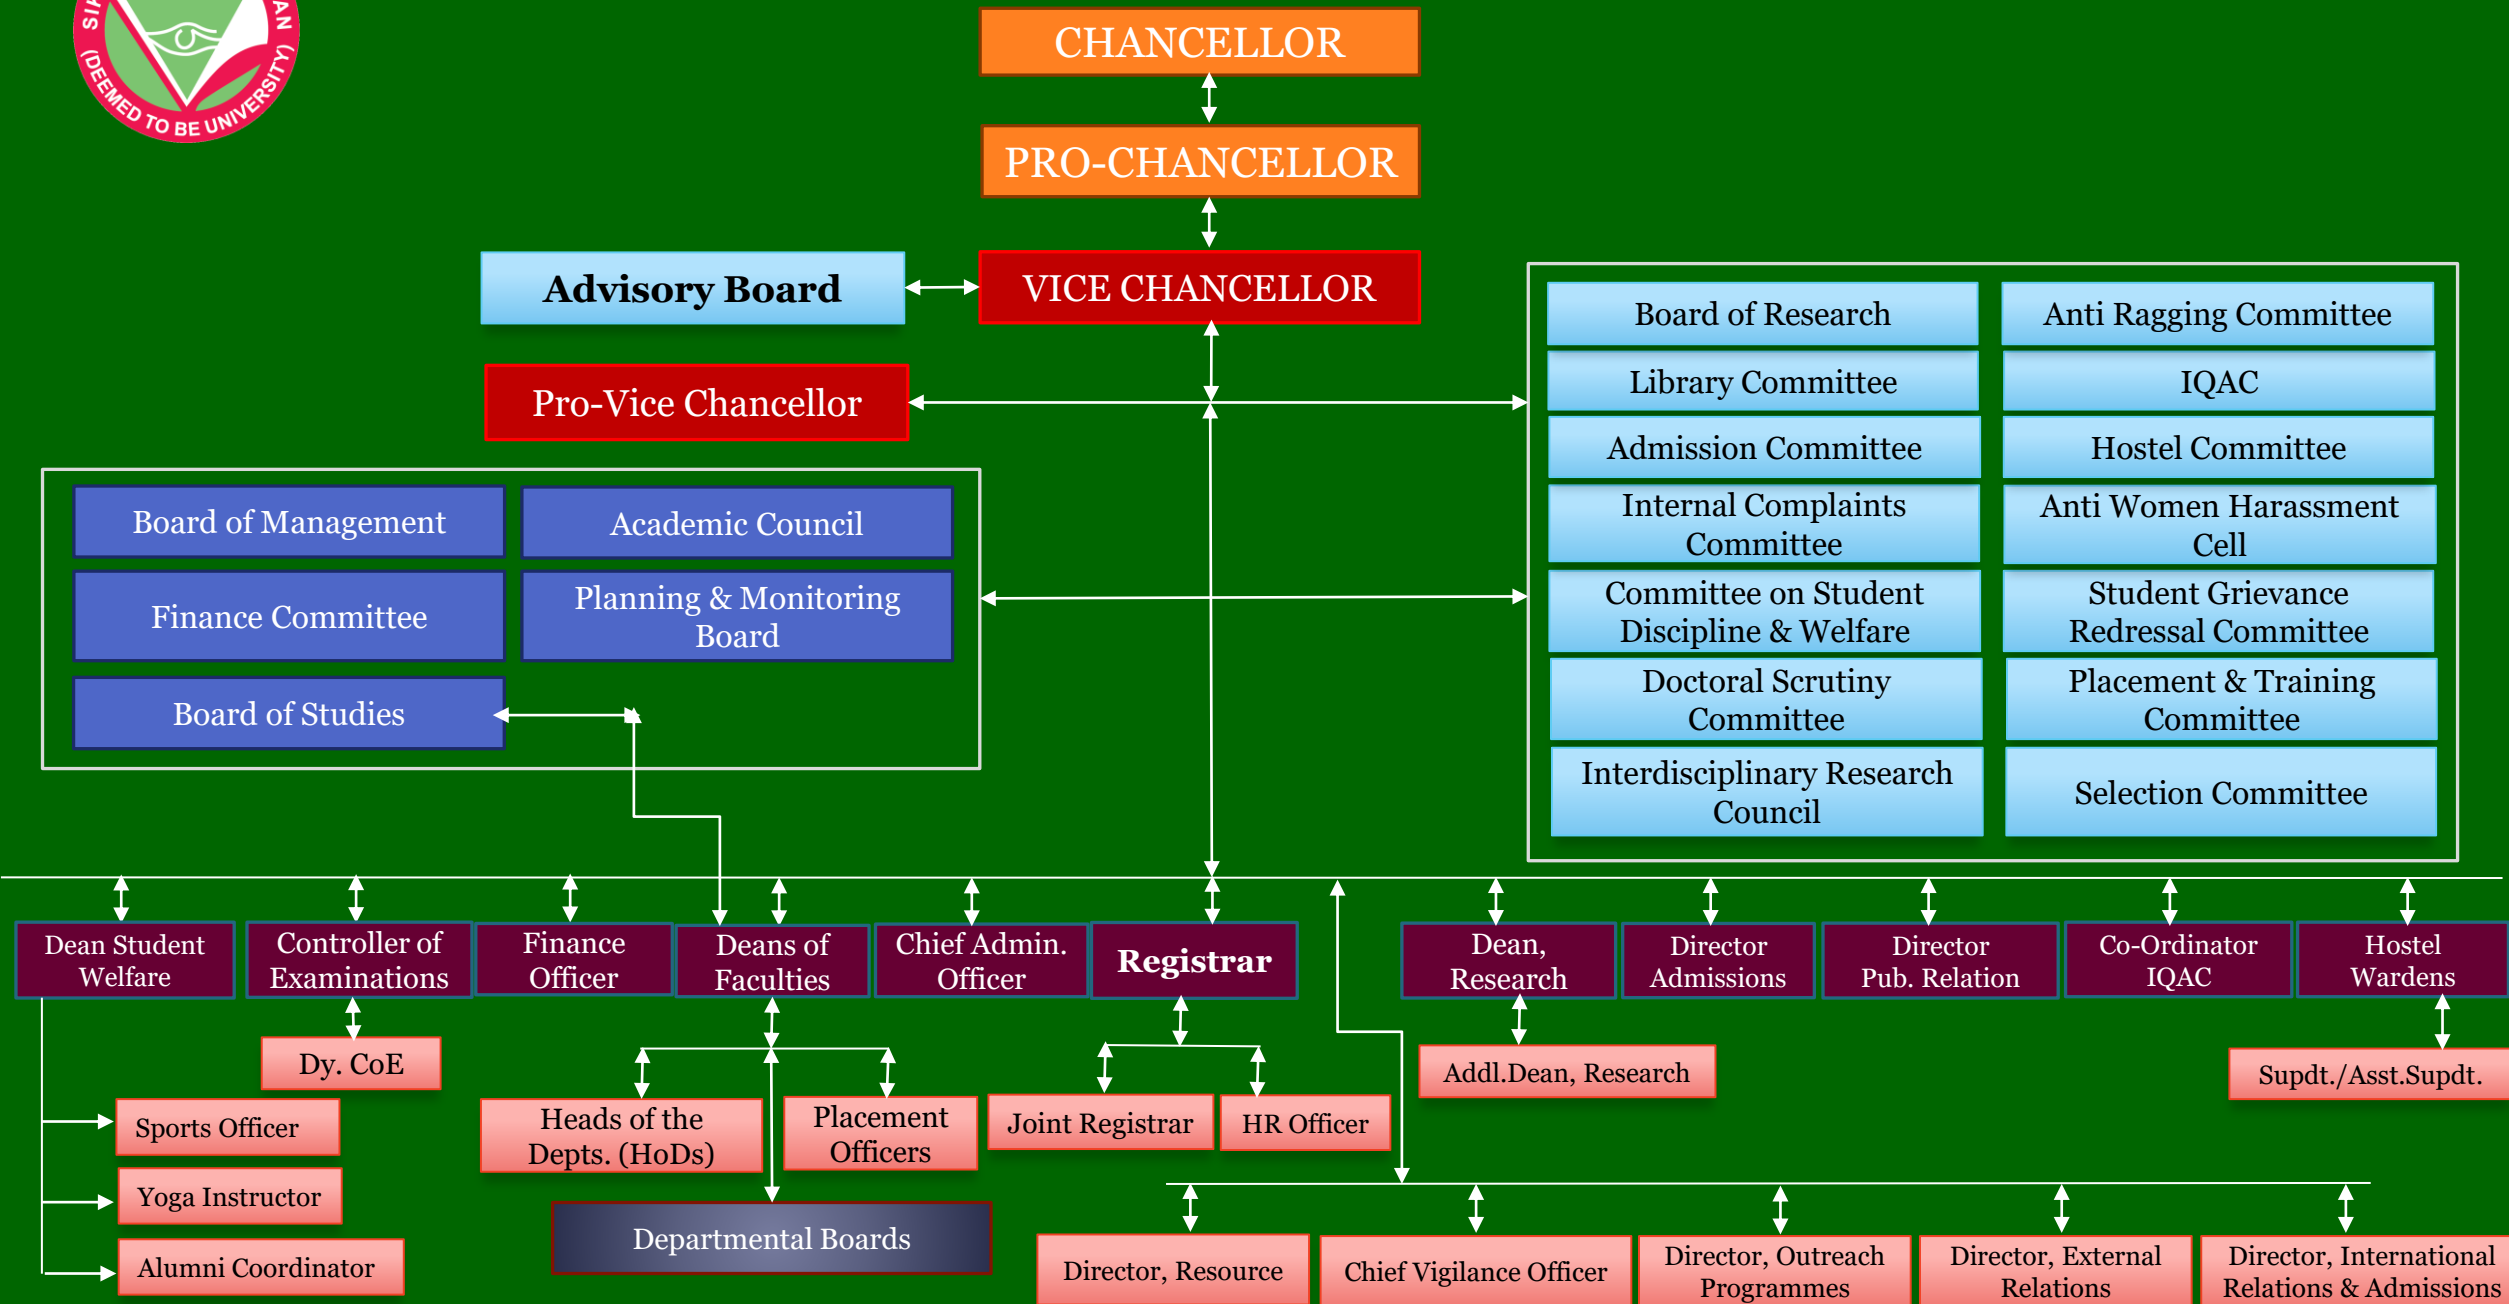 (DEEMED TO BE UNIVERSITY)
CHANCELLOR
PRO-CHANCELLOR
Advisory Board
VICE CHANCELLOR
Pro-Vice Chancellor
Board of Research
Anti Ragging Committee
Library Committee
IQAC
Admission Committee
Hostel Committee
Internal Complaints
Committee
Anti Women Harassment
Cell
Committee on Student
Discipline & Welfare
Student Grievance
Redressal Committee
Doctoral Scrutiny
Committee
Placement & Training
Committee
Interdisciplinary Research
Council
Selection Committee
Board of Management
Academic Council
Finance Committee
Planning & Monitoring
Board
Board of Studies
Dean Student
Welfare
Controller of
Examinations
Finance
Officer
Deans of
Faculties
Chief Admin.
Officer
Registrar
Dean,
Research
Director
Admissions
Director
Pub. Relation
Co-Ordinator
IQAC
Hostel
Wardens
Dy. CoE
Sports Officer
Yoga Instructor
Alumni Coordinator
Heads of the
Depts. (HoDs)
Placement
Officers
Departmental Boards
Joint Registrar
HR Officer
Addl.Dean, Research
Supdt./Asst.Supdt.
Director, Resource
Chief Vigilance Officer
Director, Outreach
Programmes
Director, External
Relations
Director, International
Relations & Admissions